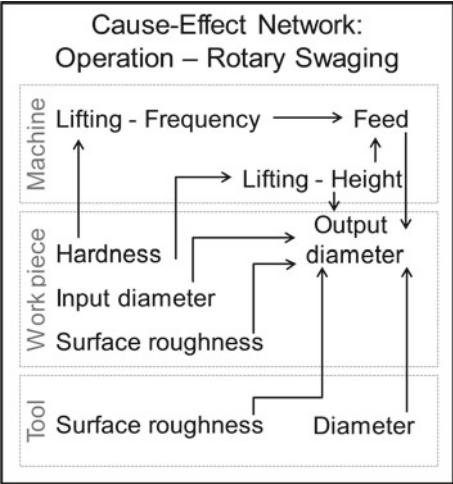 Cause-Effect Network:
Operation – Rotary Swaging
Machine
Lifting - Frequency
Feed
Lifting - Height
Work piece
Output
diameter
Hardness
Input diameter
Surface roughness
Tool
Surface roughness
Diameter